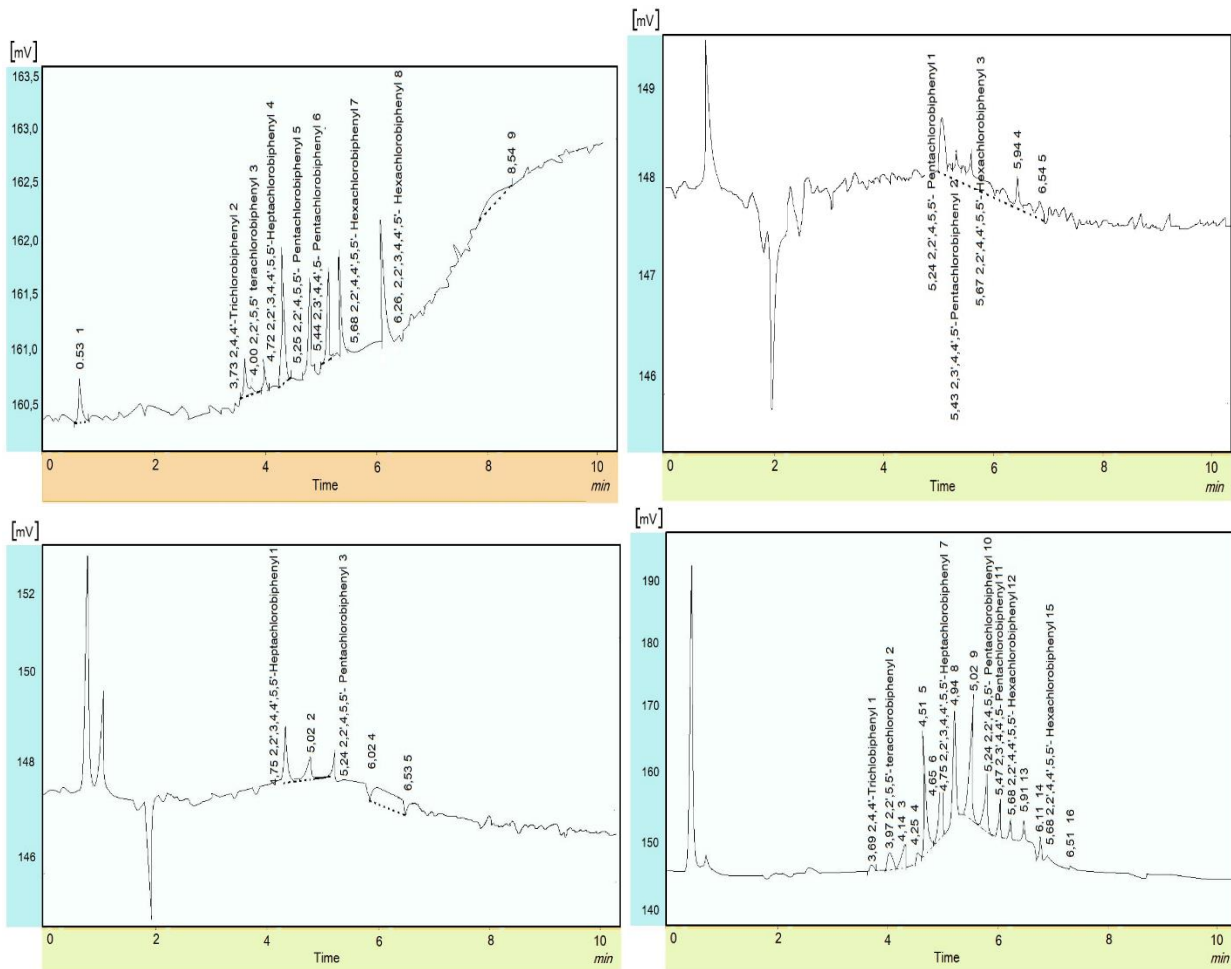 [mV]
163,5
163,0
162,5
162,0
161,5
161,0
160,5
0.53 1
3,73 2,4,4'-Trichlorobiphenyl 2
4,00 2,2',5,5' terachlorobiphenyl 3
4,72 2,2',3,4,4',5,5'-Heptachlorobiphenyl 4
5,25 2,2',4,5,5'- Pentachlorobiphenyl 5
5,44 2,3',4,4',5- Pentachlorobiphenyl 6
5,68 2,2',4,4',5,5'- Hexachlorobiphenyl 7
6,26, 2,2',3,4,4',5'- Hexachlorobiphenyl 8
8,54 9
0 2 4 6 8 10
Time min
[mV]
149
148
147
146
5,24 2,2',4,5,5'- Pentachlorobiphenyl 1
5,43 2,3',4,4',5'-Pentachlorobiphenyl 2
5,67 2,2',4,4',5,5'- Hexachlorobiphenyl 3
5,94 4
6,54 5
0 2 4 6 8 10
Time min
[mV]
152
150
148
146
4,75 2,2',3,4,4',5,5'-Heptachlorobiphenyl 1
5,02 2
5,24 2,2',4,5,5'- Pentachlorobiphenyl 3
6,02 4
6,53 5
0 2 4 6 8 10
Time min
[mV]
190
180
170
160
150
140
3,69 2,4,4'-Trichlobiphenyl 1
3,97 2,2',5,5'- terachlorobiphenyl 2
4,14 3
4,25 4
4,51 5
4,65 6
4,75 2,2',3,4,4',5,5'-Heptachlorobiphenyl 7
4,94 8
5,02 9
5,24 2,2',4,5,5'- Pentachlorobiphenyl 10
5,47 2,3',4,4',5- Pentachlorobiphenyl 11
5,68 2,2',4,4',5,5'- Hexachlorobiphenyl 12
5,91 13
6,11 14
5,68 2,2',4,4',5,5'- Hexachlorobiphenyl 15
6,51 16
0 2 4 6 8 10
Time min